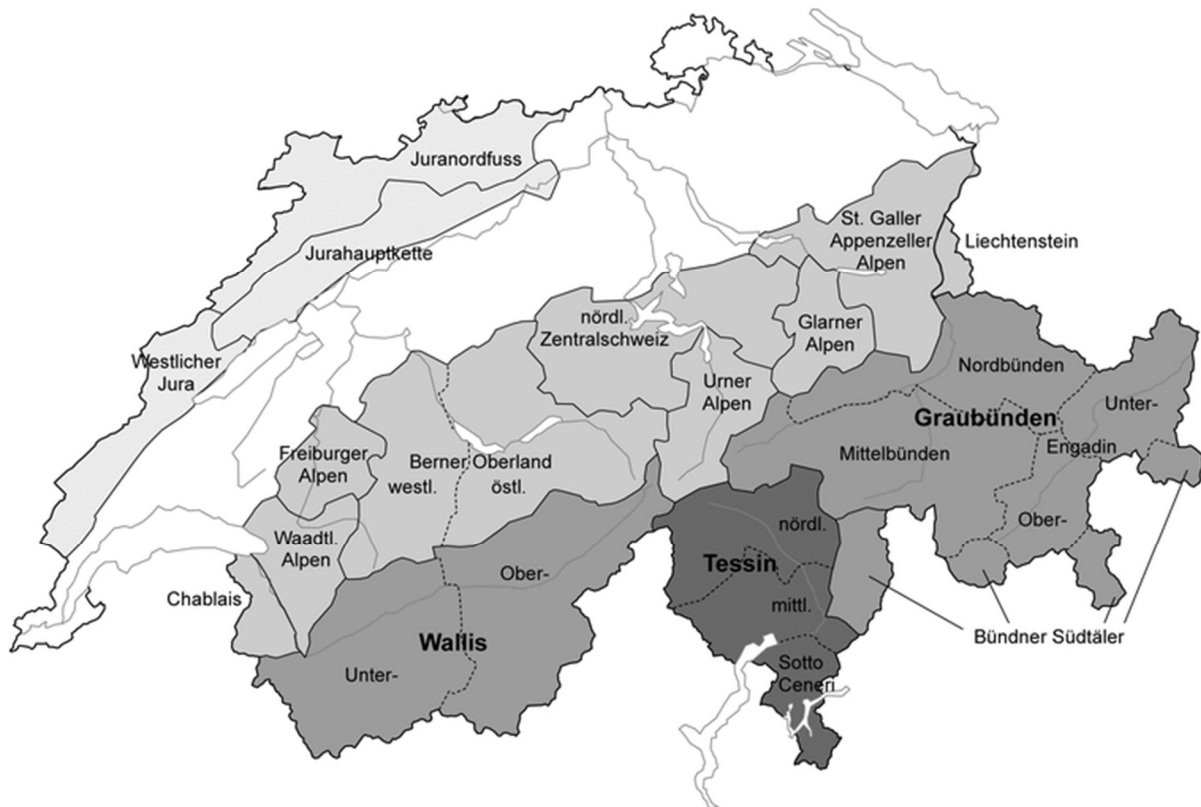 Juranordfuss
Jurahauptkette
Westlicher
Jura
St. Galler
Appenzeller
Alpen
Liechtenstein
nördl.
Zentralschweiz
Glarner
Alpen
Urner
Alpen
Nordbünden
Graubünden
Unter-
Engadin
Mittelbünden
Ober-
Freiburger
Alpen
Berner Oberland
westl.
östl.
Waadtl.
Alpen
Chablais
Ober-
Wallis
Unter-
nördl.
Tessin
mittl.
Sotto
Ceneri
Bündner Südtäler